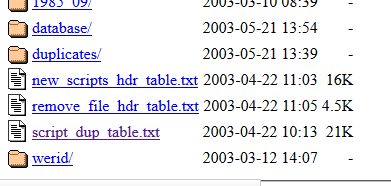 1985_09/ 2003-03-10 08:39 -
database/ 2003-05-21 13:54 -
duplicates/ 2003-05-21 13:39 -
new_scripts_hdr_table.txt 2003-04-22 11:03 16K
remove_file_hdr_table.txt 2003-04-22 11:05 4.5K
script_dup_table.txt 2003-04-22 10:13 21K
werid/ 2003-03-12 14:07 -